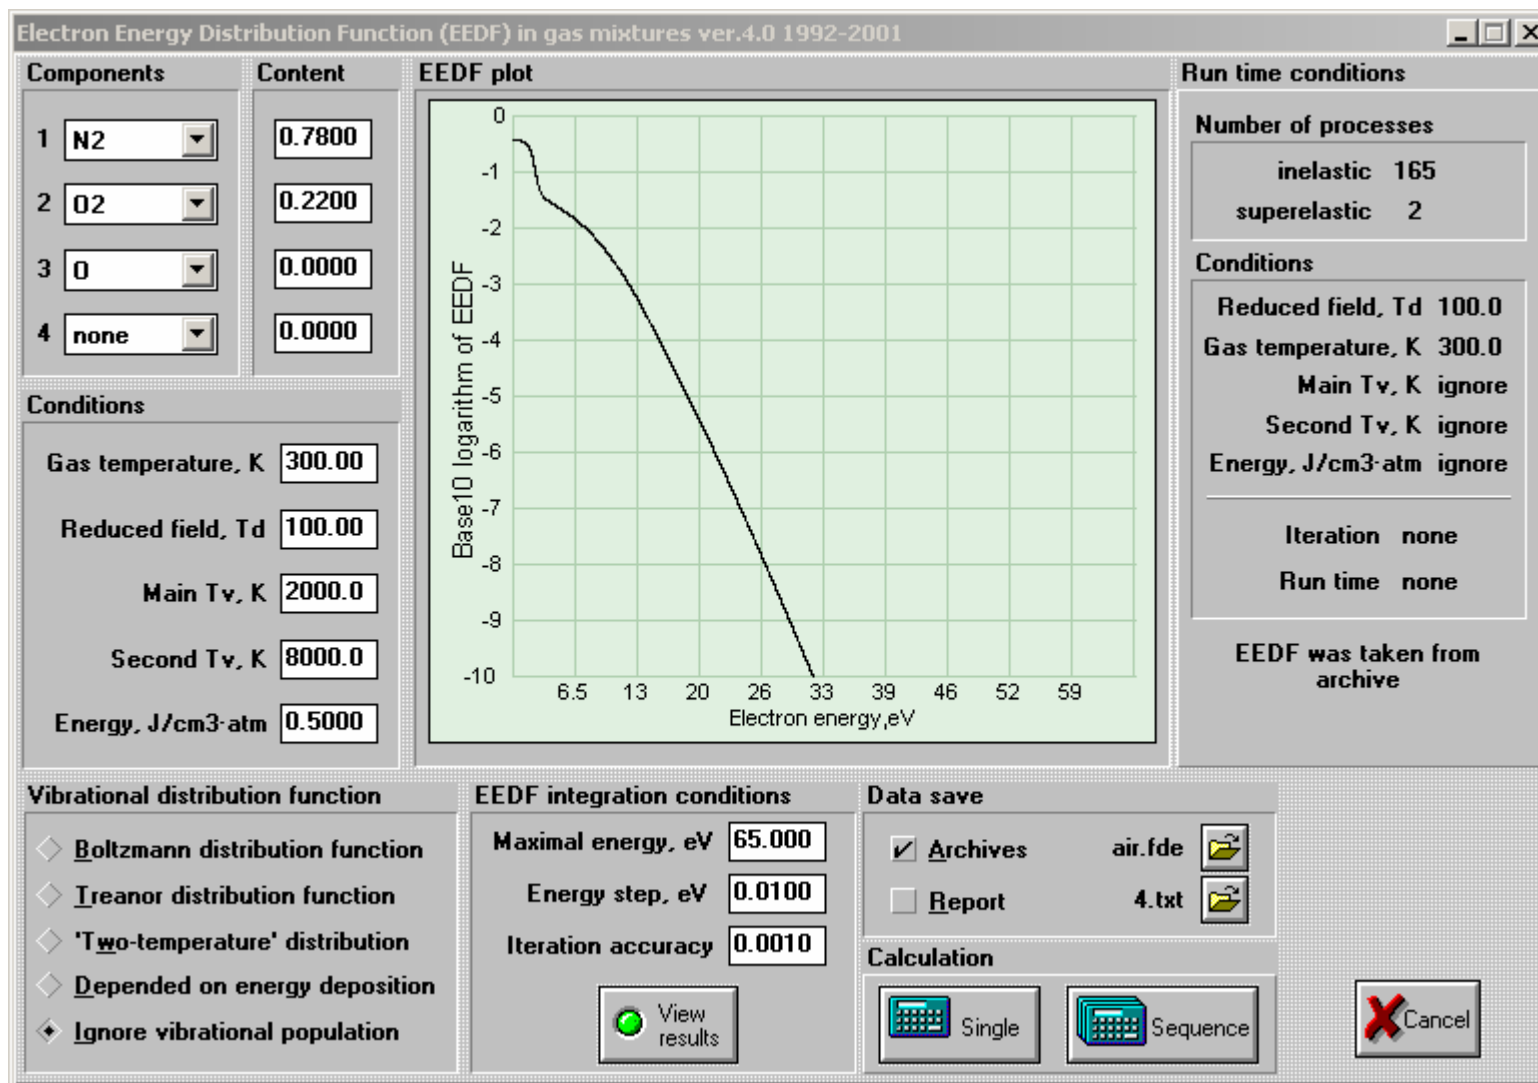 Electron Energy Distribution Function (EEDF) in gas mixtures ver.4.0 1992-2001
Components
1 N2
2 O2
3 O
4 none
Content
0.7800
0.2200
0.0000
0.0000
Conditions
Gas temperature, K 300.00
Reduced field, Td 100.00
Main Tv, K 2000.0
Second Tv, K 8000.0
Energy, J/cm3·atm 0.5000
EEDF plot
Base10 logarithm of EEDF
0
-1
-2
-3
-4
-5
-6
-7
-8
-9
-10
6.5 13 20 26 33 39 46 52 59
Electron energy,eV
Run time conditions
Number of processes
inelastic 165
superelastic 2
Conditions
Reduced field, Td 100.0
Gas temperature, K 300.0
Main Tv, K ignore
Second Tv, K ignore
Energy, J/cm3·atm ignore
Iteration none
Run time none
EEDF was taken from
archive
Vibrational distribution function
Boltzmann distribution function
Treanor distribution function
'Two-temperature' distribution
Depended on energy deposition
Ignore vibrational population
EEDF integration conditions
Maximal energy, eV 65.000
Energy step, eV 0.0100
Iteration accuracy 0.0010
View
results
Data save
Archives air.fde
Report 4.txt
Calculation
Single
Sequence
Cancel